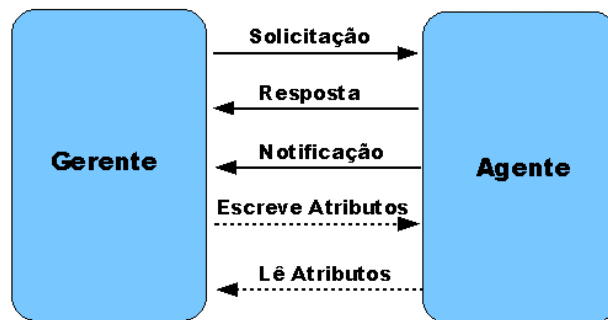 Solicitação
Resposta
Gerente
Notificação
Agente
Escreve Atributos
Lê Atributos